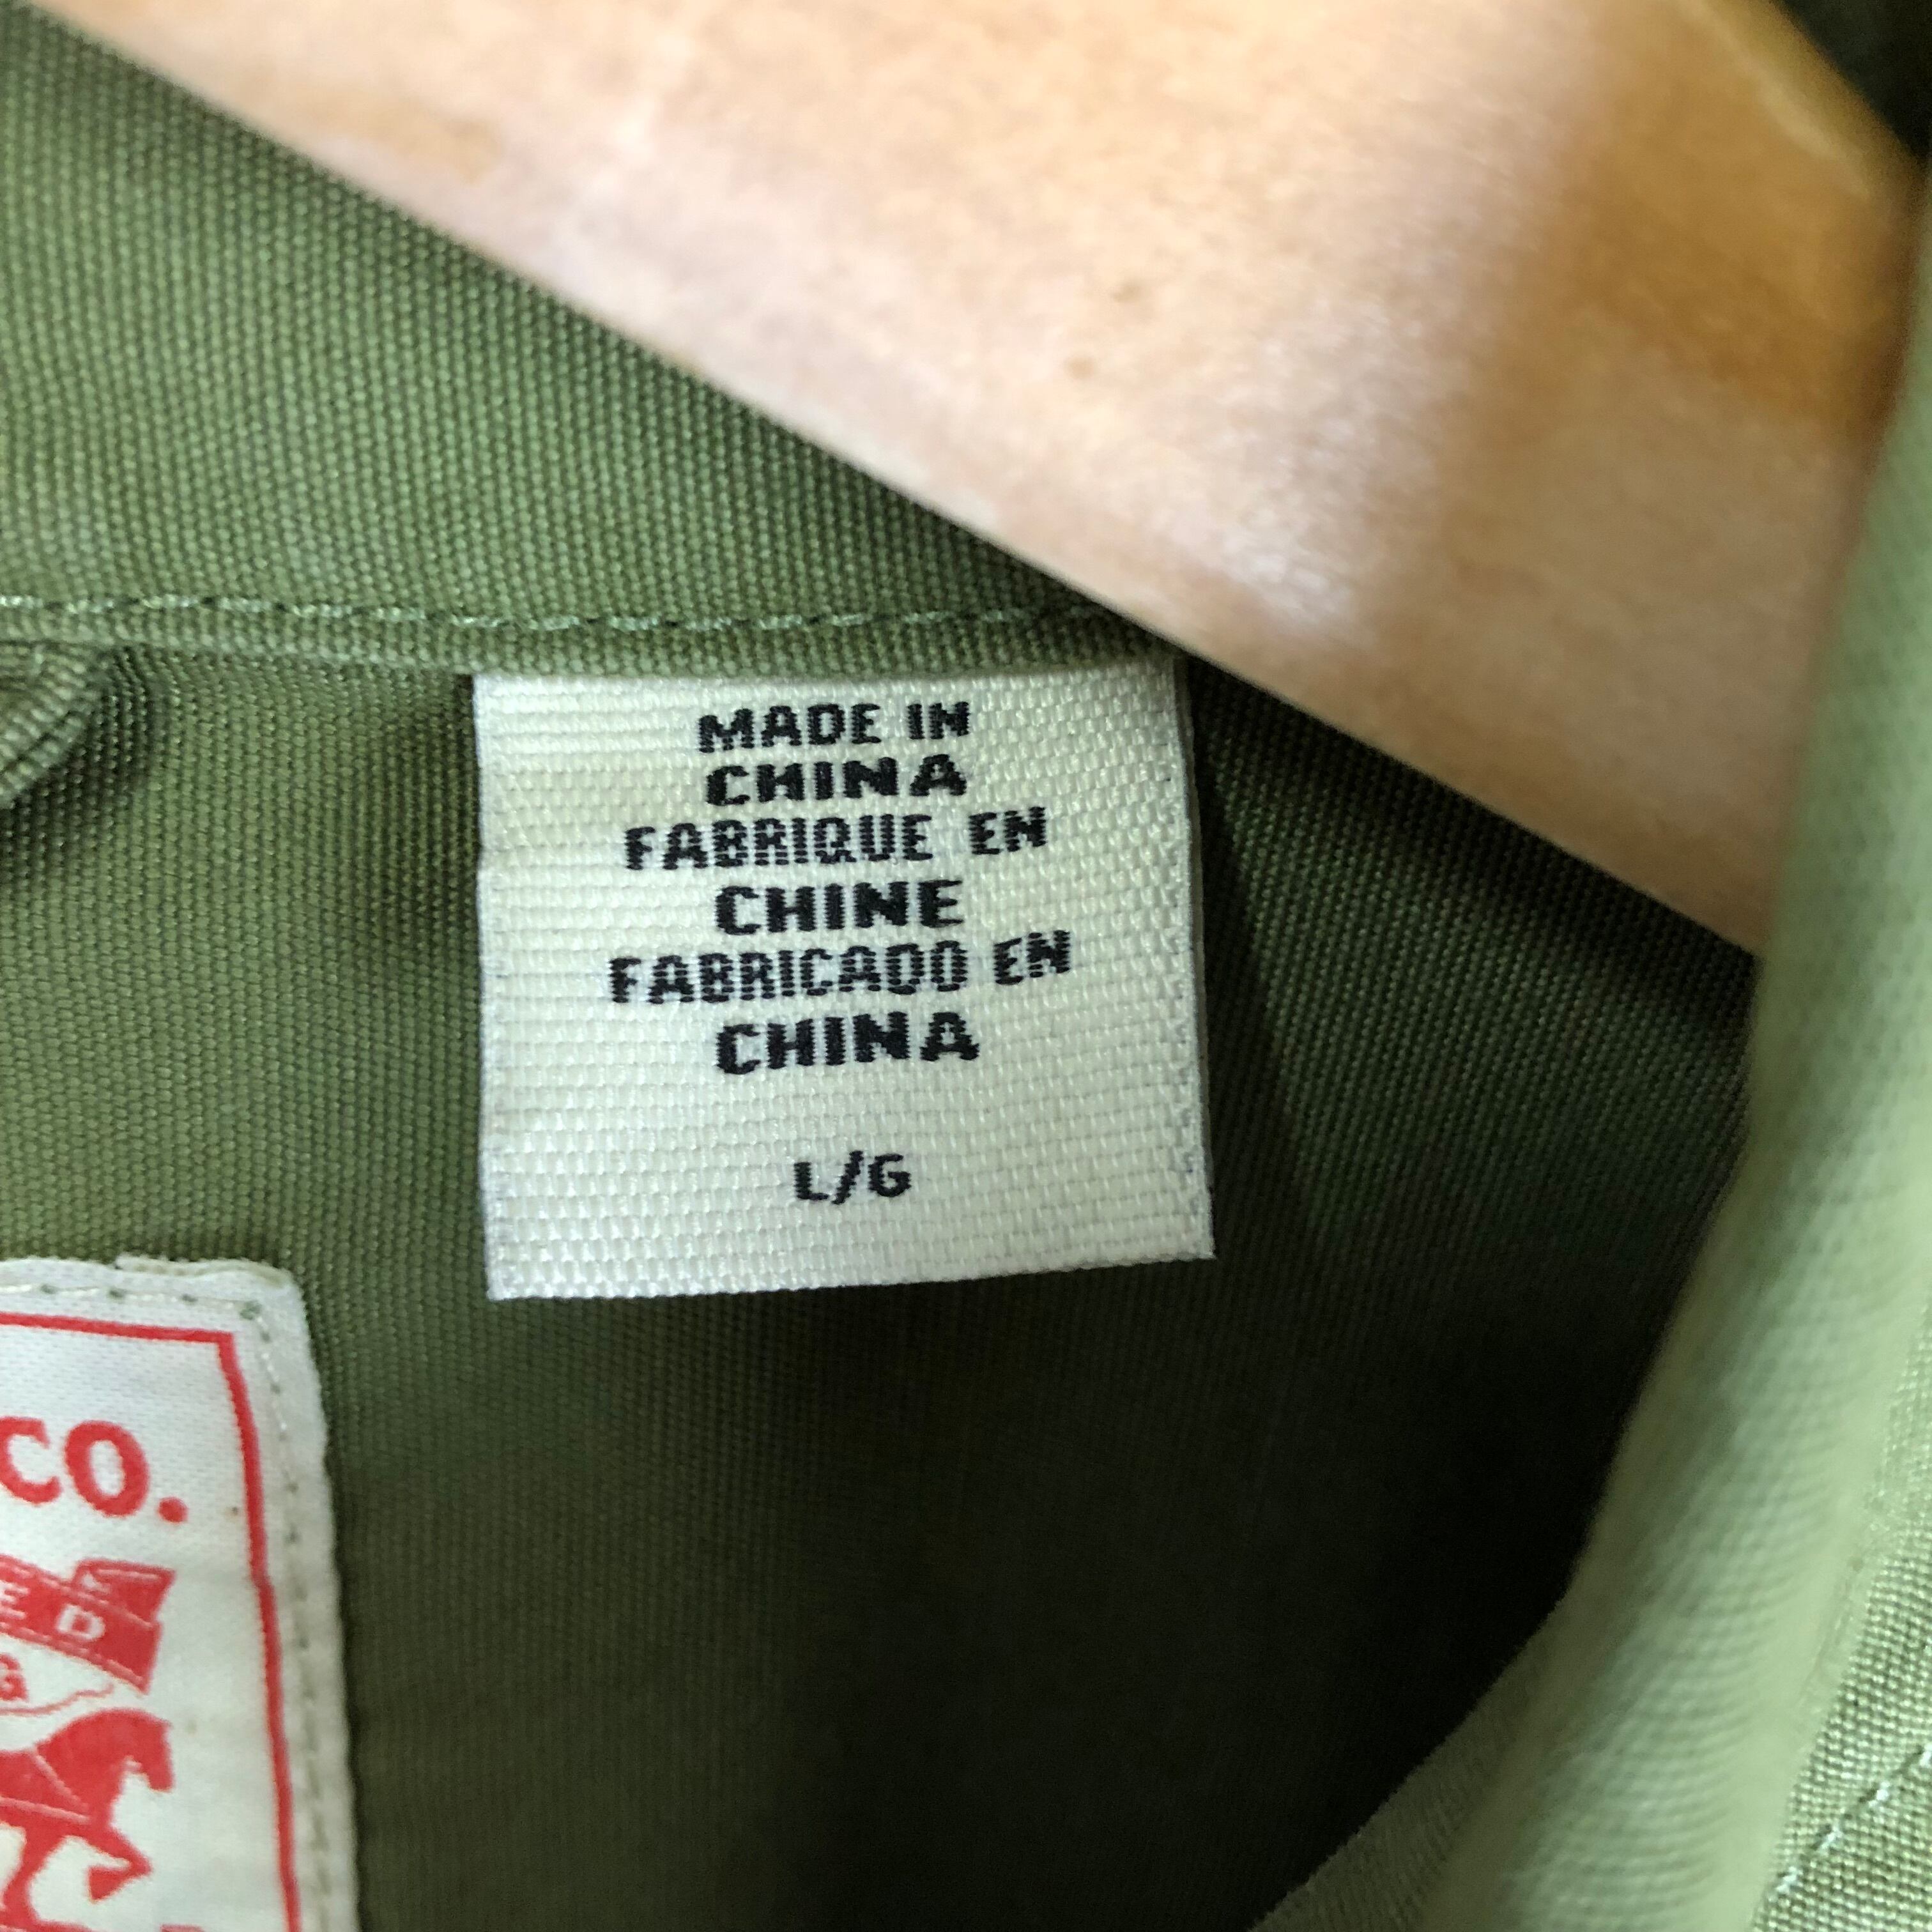 MADE IN
CHINA
FABRIQUE EN
CHINE
FABRICADO EN
CHINA
L/G
CO.